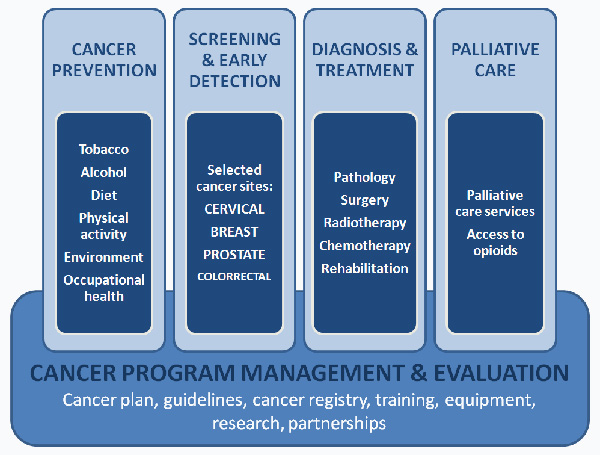 CANCER
PREVENTION
Tobacco
Alcohol
Diet
Physical
activity
Environment
Occupational
health
SCREENING
& EARLY
DETECTION
Selected
cancer sites:
CERVICAL
BREAST
PROSTATE
COLORRECTAL
DIAGNOSIS &
TREATMENT
Pathology
Surgery
Radiotherapy
Chemotherapy
Rehabilitation
PALLIATIVE
CARE
Palliative
care services
Access to
opioids
CANCER PROGRAM MANAGEMENT & EVALUATION
Cancer plan, guidelines, cancer registry, training, equipment,
research, partnerships